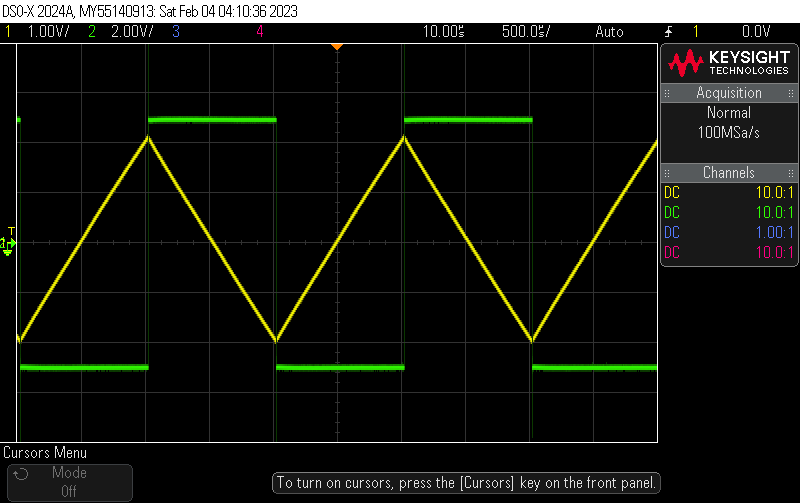 DSO-X 2024A, MY55140913: Sat Feb 04 04:10:36 2023
1 1.00V/ 2 2.00V/ 3 4 10.00s 500.0s/ Auto 1 0.0V
KEYSIGHT
TECHNOLOGIES
Acquisition
Normal
100MSa/s
Channels
DC 10.0:1
DC 10.0:1
DC 1.00:1
DC 10.0:1
T
Cursors Menu
Mode
Off
To turn on cursors, press the [Cursors] key on the front panel.